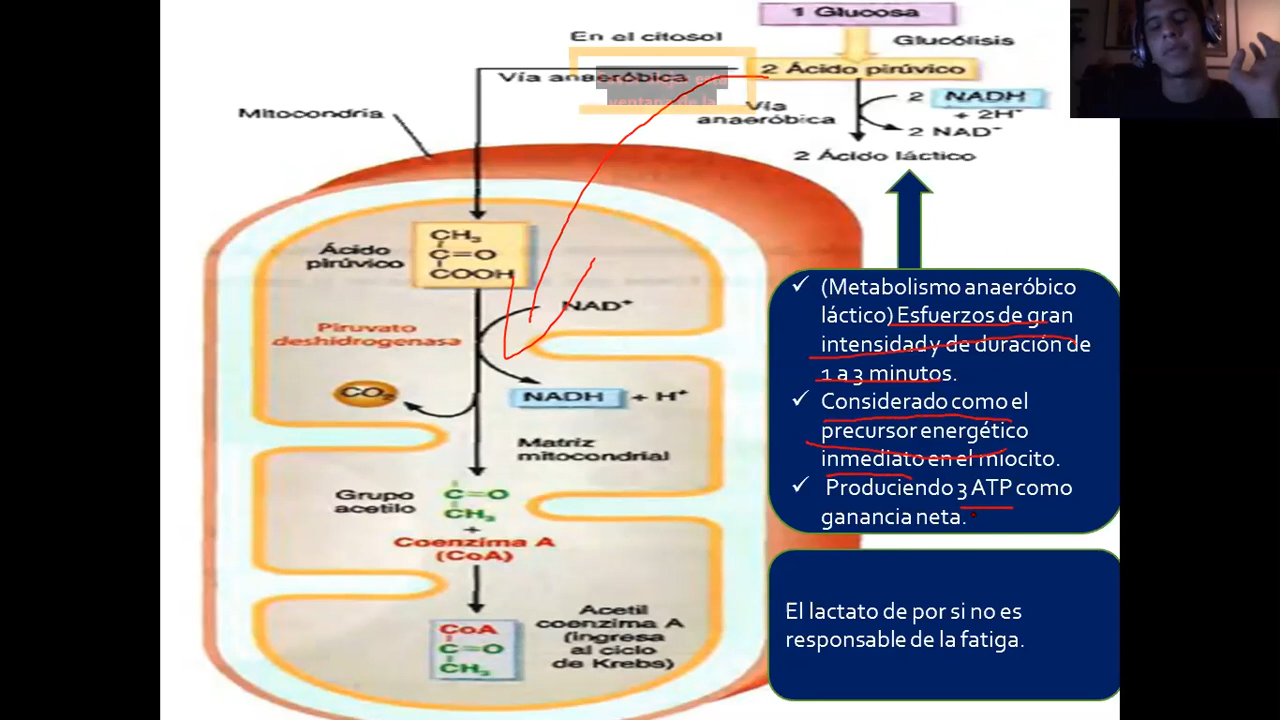 1 Glucosa
Glucólisis
En el citosol
2 Ácido pirúvico
Vía anaeróbica
ventana de la
Vía
anaeróbica
2 NADH
+ 2H⁺
2 NAD⁻
2 Ácido láctico
Mitocondria
Ácido
pirúvico
CH₃
C=O
COOH
NAD⁺
Piruvato
deshidrogenasa
CO₂
NADH + H⁺
Matriz
mitocondrial
Grupo
acetilo
C=O
CH₃
+
Coenzima A
(CoA)
CoA
C=O
CH₃
Acetil
coenzima A
(ingresa
al ciclo
de Krebs)
✓ (Metabolismo anaeróbico
láctico) Esfuerzos de gran
intensidad y de duración de
1 a 3 minutos.
✓ Considerado como el
precursor energético
inmediato en el miocito.
✓ Produciendo 3 ATP como
ganancia neta.
El lactato de por si no es
responsable de la fatiga.